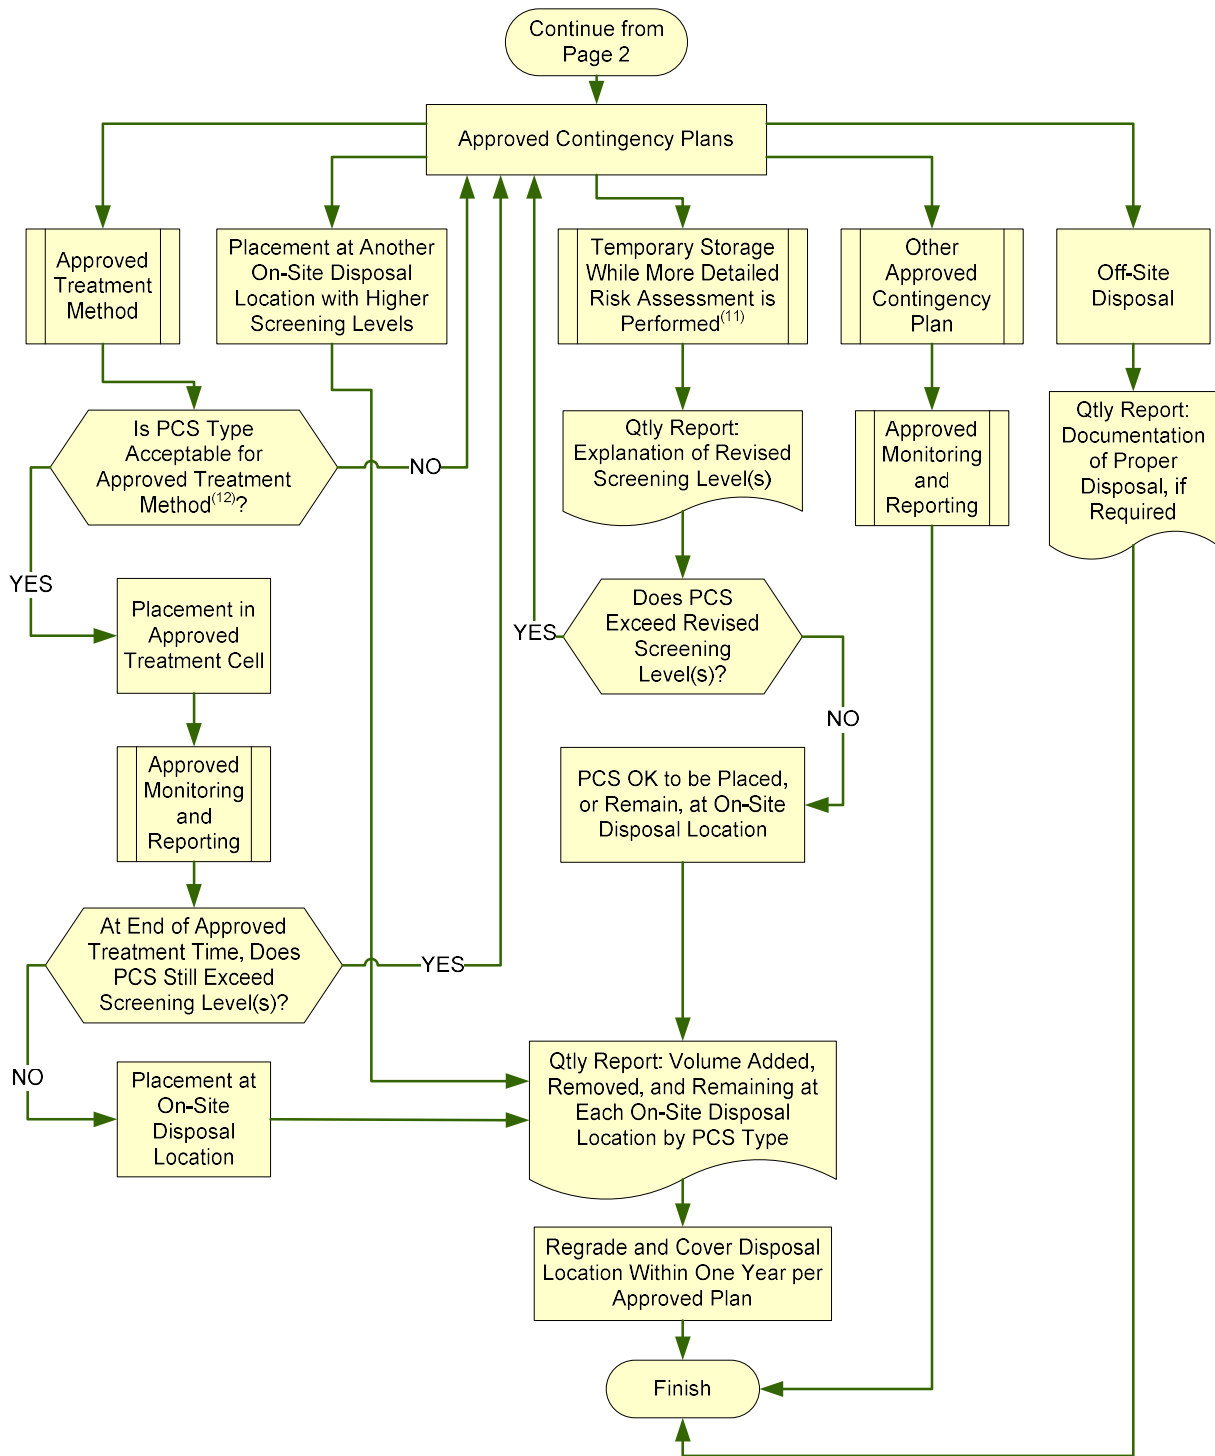 Continue from
Page 2
Approved Contingency Plans
Approved
Treatment
Method
Placement at Another
On-Site Disposal
Location with Higher
Screening Levels
Temporary Storage
While More Detailed
Risk Assessment is
Performed(11)
Other
Approved
Contingency
Plan
Off-Site
Disposal
Is PCS Type
Acceptable for
Approved Treatment
Method(12)?
NO
YES
Qtly Report:
Explanation of Revised
Screening Level(s)
Approved
Monitoring
and
Reporting
Qtly Report:
Documentation
of Proper
Disposal, if
Required
Placement in
Approved
Treatment Cell
Does PCS
Exceed Revised
Screening
Level(s)?
YES
NO
Approved
Monitoring
and
Reporting
PCS OK to be Placed,
or Remain, at On-Site
Disposal Location
At End of Approved
Treatment Time, Does
PCS Still Exceed
Screening Level(s)?
YES
NO
Placement at
On-Site
Disposal
Location
Qtly Report: Volume Added,
Removed, and Remaining at
Each On-Site Disposal
Location by PCS Type
Regrade and Cover Disposal
Location Within One Year per
Approved Plan
Finish